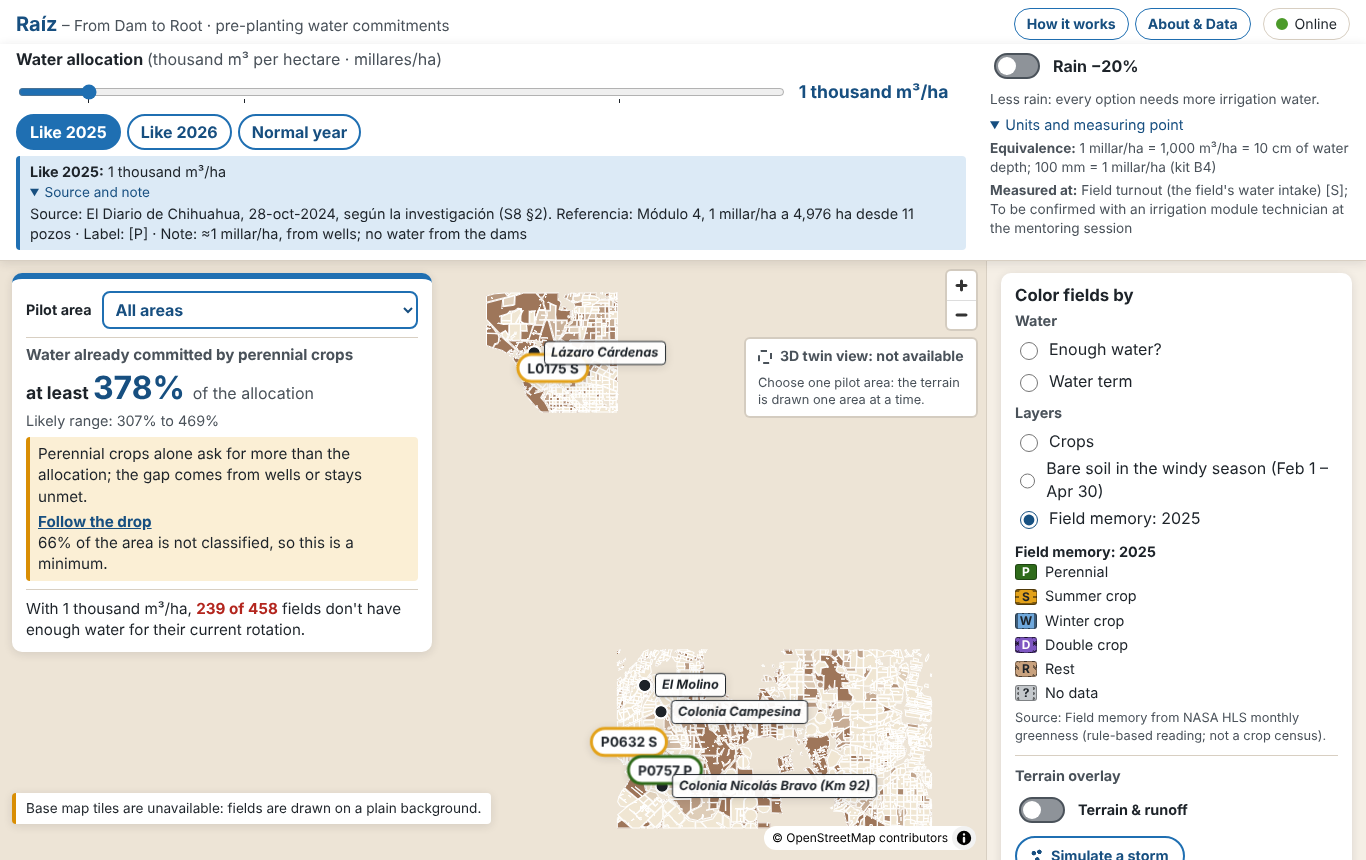 Raíz – From Dam to Root · pre-planting water commitments
How it works
About & Data
Online
Water allocation (thousand m³ per hectare · millares/ha)
1 thousand m³/ha
Like 2025
Like 2026
Normal year
Like 2025: 1 thousand m³/ha
▼ Source and note
Source: El Diario de Chihuahua, 28-oct-2024, según la investigación (S8 §2). Referencia: Módulo 4, 1 millar/ha a 4,976 ha desde 11
pozos · Label: [P] · Note: ≈1 millar/ha, from wells; no water from the dams
Rain −20%
Less rain: every option needs more irrigation water.
▼ Units and measuring point
Equivalence: 1 millar/ha = 1,000 m³/ha = 10 cm of water
depth; 100 mm = 1 millar/ha (kit B4)
Measured at: Field turnout (the field's water intake) [S];
To be confirmed with an irrigation module technician at
the mentoring session
Pilot area
All areas
Water already committed by perennial crops
at least 378% of the allocation
Likely range: 307% to 469%
Perennial crops alone ask for more than the
allocation; the gap comes from wells or stays
unmet.
Follow the drop
66% of the area is not classified, so this is a
minimum.
With 1 thousand m³/ha, 239 of 458 fields don't have
enough water for their current rotation.
Lázaro Cárdenas
L0175 S
+
−
3D twin view: not available
Choose one pilot area: the terrain
is drawn one area at a time.
El Molino
Colonia Campesina
P0632 S
P0757 P
Colonia Nicolás Bravo (Km 92)
Base map tiles are unavailable: fields are drawn on a plain background.
© OpenStreetMap contributors
Color fields by
Water
Enough water?
Water term
Layers
Crops
Bare soil in the windy season (Feb 1 –
Apr 30)
Field memory: 2025
Field memory: 2025
P Perennial
S Summer crop
W Winter crop
D Double crop
R Rest
? No data
Source: Field memory from NASA HLS monthly
greenness (rule-based reading; not a crop census).
Terrain overlay
Terrain & runoff
Simulate a storm